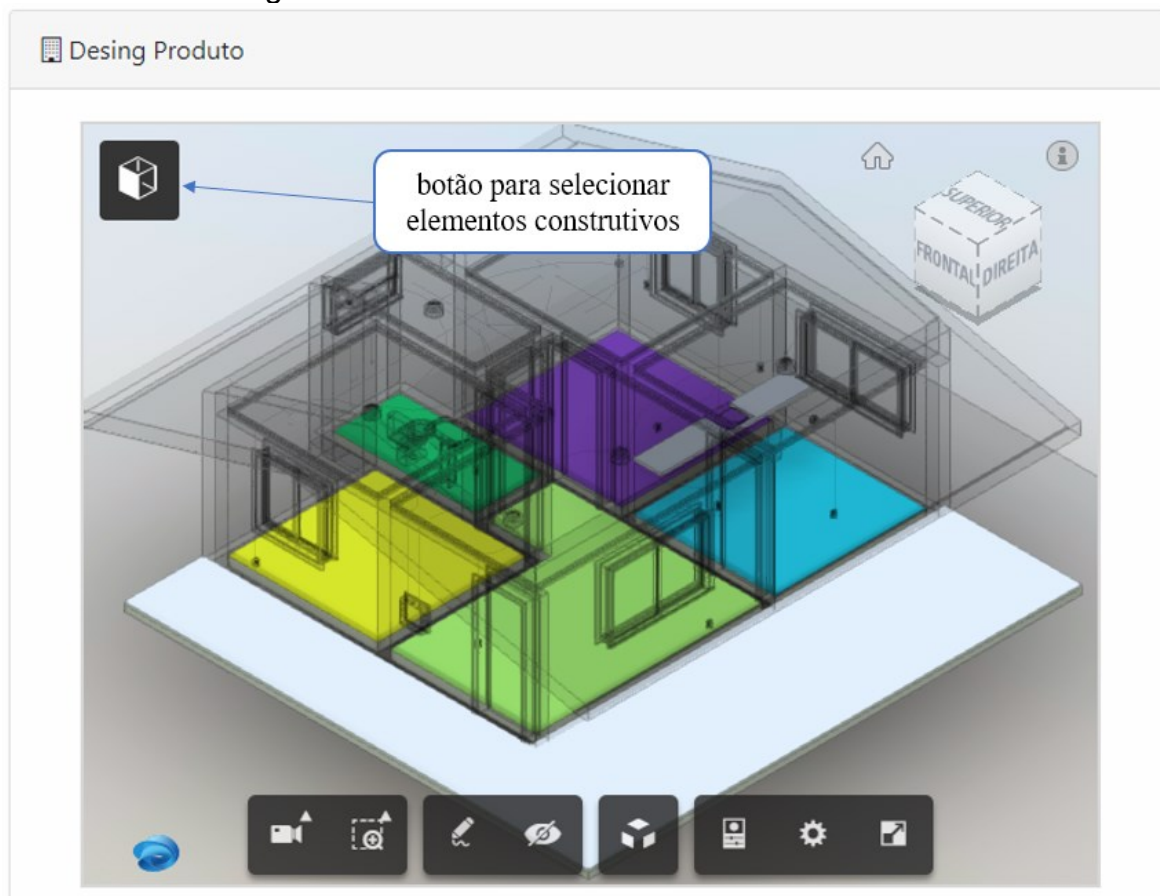 Desing Produto
botão para selecionar
elementos construtivos
SUPERIOR
FRONTAL
DIREITA